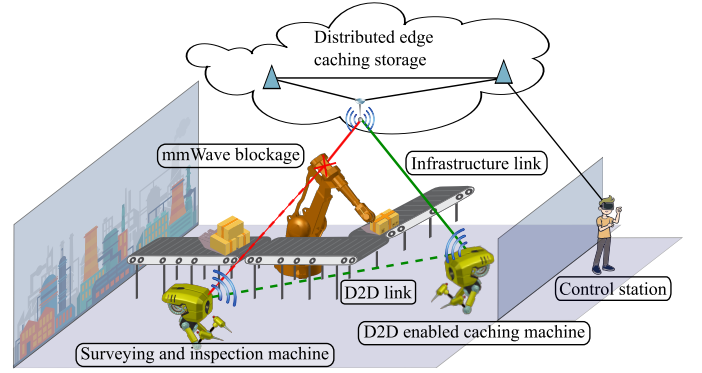 Distributed edge
caching storage
mmWave blockage
Infrastructure link
D2D link
Control station
D2D enabled caching machine
Surveying and inspection machine